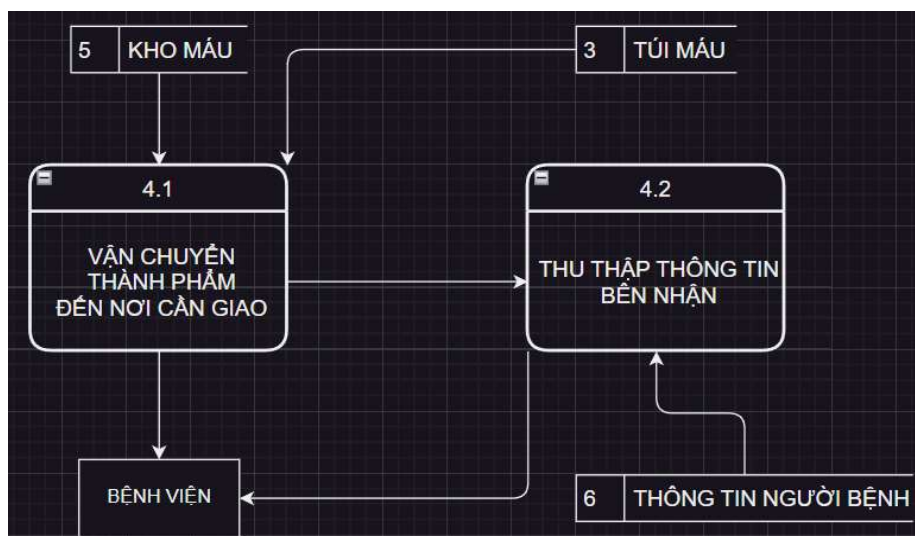 5 KHO MÁU
3 TÚI MÁU
4.1
VẬN CHUYỂN
THÀNH PHẨM
ĐẾN NƠI CẦN GIAO
4.2
THU THẬP THÔNG TIN
BÊN NHẬN
BỆNH VIỆN
6 THÔNG TIN NGƯỜI BỆNH